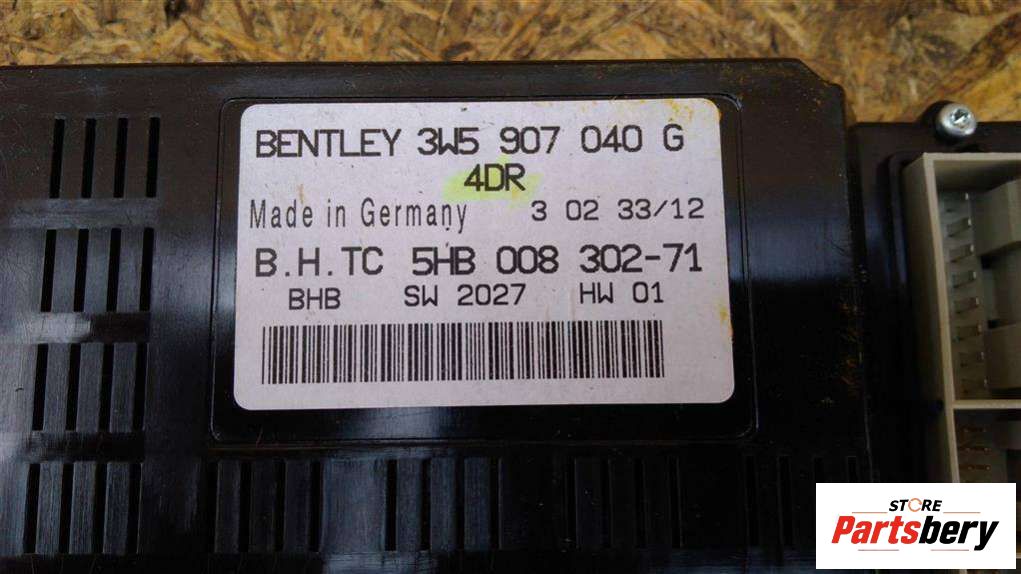 BENTLEY 3W5 907 040 G
4DR
Made in Germany 3 02 33/12
B.H.TC 5HB 008 302-71
BHB SW 2027 HW 01
STORE
Partsbery